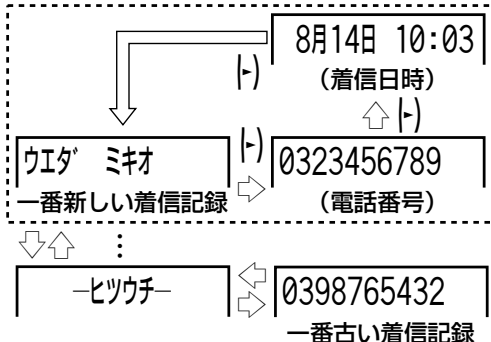 8月14日 10:03
(着信日時)
ウエダ ミキオ
0323456789
一番新しい着信記録
(電話番号)
−ヒツウチ−
0398765432
一番古い着信記録